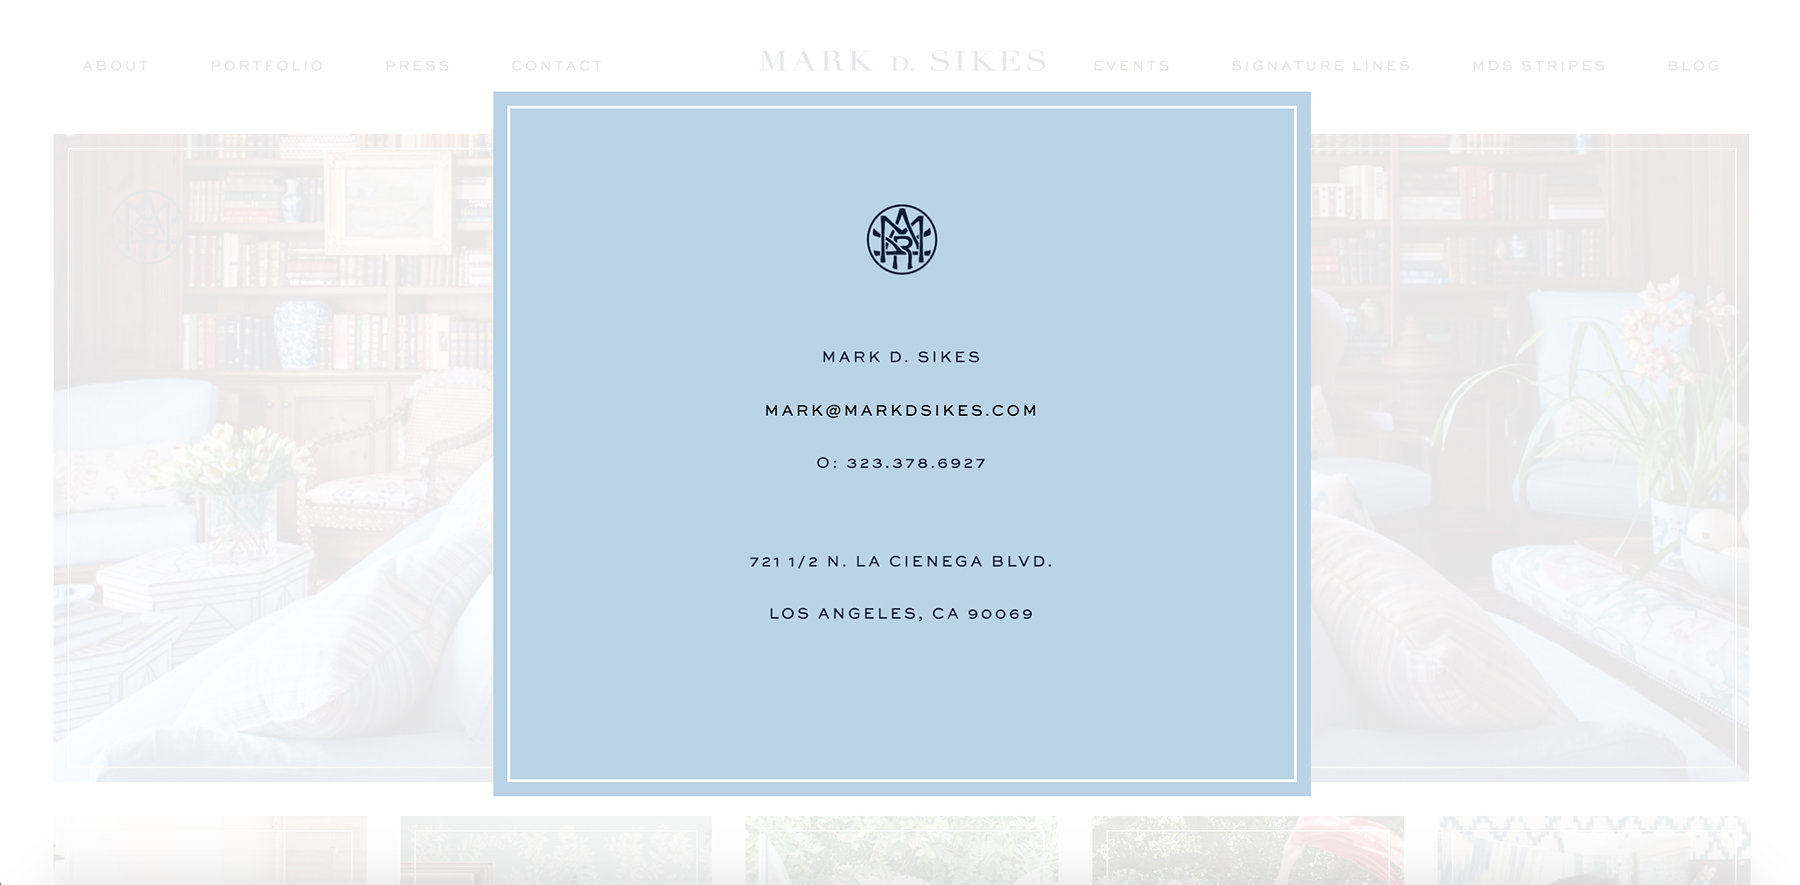 ABOUT PORTFOLIO PRESS CONTACT MARK D. SIKES EVENTS SIGNATURE LINES MDS STRIPES BLOG
MARK D. SIKES
MARK@MARKDSIKES.COM
O: 323.378.6927
721 1/2 N. LA CIENEGA BLVD.
LOS ANGELES, CA 90069